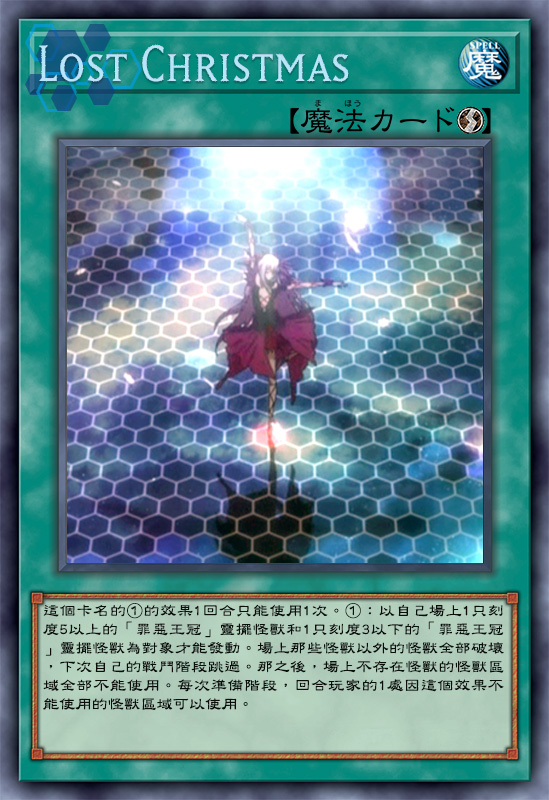 LOST CHRISTMAS
SPELL
魔
ま ほう
【魔法カード】
這個卡名的①的效果1回合只能使用1次。①：以自己場上1只刻
度5以上的「罪惡王冠」靈擺怪獸和1只刻度3以下的「罪惡王冠
」靈擺怪獸為對象才能發動。場上那些怪獸以外的怪獸全部破壞
，下次自己的戰鬥階段跳過。那之後，場上不存在怪獸的怪獸區
域全部不能使用。每次準備階段，回合玩家的1處因這個效果不
能使用的怪獸區域可以使用。